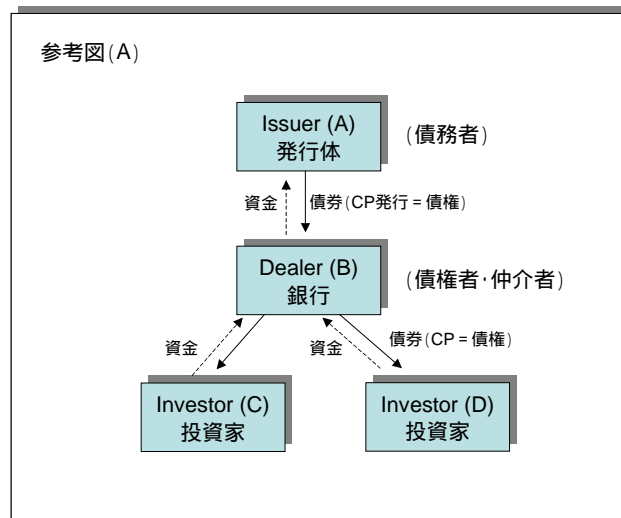 参考図(A)
Issuer (A)
発行体
(債務者)
資金
債券(CP発行 = 債権)
Dealer (B)
銀行
(債権者・仲介者)
資金
資金
債券(CP = 債権)
Investor (C)
投資家
Investor (D)
投資家